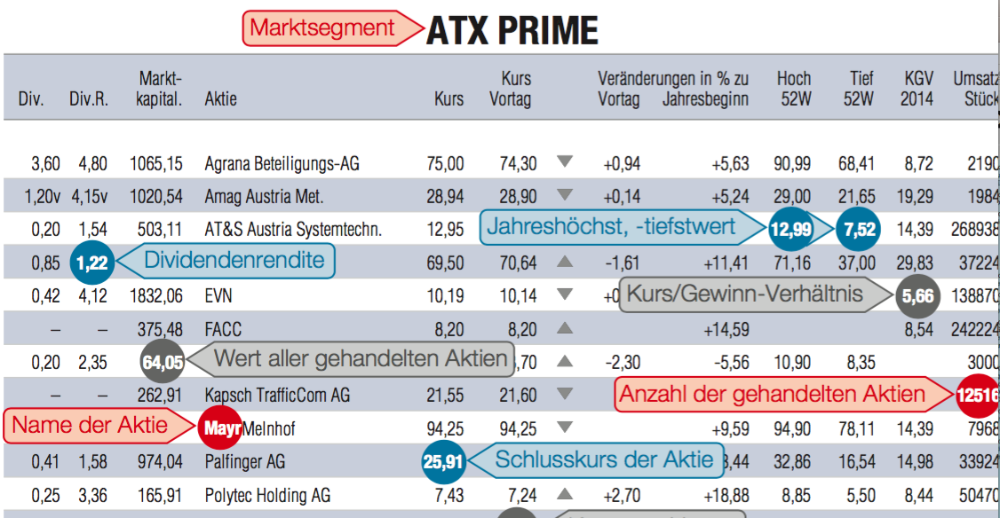 Marktsegment ATX PRIME
Markt- Kurs Veränderungen in % zu Hoch Tief KGV Umsatz
Div. Div.R. kapital. Aktie Kurs Vortag Vortag Jahresbeginn 52W 52W 2014 Stück
3,60 4,80 1065,15 Agrana Beteiligungs-AG 75,00 74,30 ▼ +0,94 +5,63 90,99 68,41 8,72 2190
1,20v 4,15v 1020,54 Amag Austria Met. 28,94 28,90 ▼ +0,14 +5,24 29,00 21,65 19,29 1984
0,20 1,54 503,11 AT&S Austria Systemtechn. 12,95 Jahreshöchst, -tiefstwert 12,99 7,52 14,39 268938
0,85 1,22 Dividendenrendite 69,50 70,64 ▲ -1,61 +11,41 71,16 37,00 29,83 37224
0,42 4,12 1832,06 EVN 10,19 10,14 ▼ +0 Kurs/Gewinn-Verhältnis 5,66 138870
– – 375,48 FACC 8,20 8,20 ▲ +14,59 8,54 242224
0,20 2,35 64,05 Wert aller gehandelten Aktien ,70 ▲ -2,30 -5,56 10,90 8,35 3000
– – 262,91 Kapsch TrafficCom AG 21,55 21,60 ▼ Anzahl der gehandelten Aktien 12516
Name der Aktie Mayr Melnhof 94,25 94,25 ▼ +9,59 94,90 78,11 14,39 7968
0,41 1,58 974,04 Palfinger AG 25,91 Schlusskurs der Aktie 3,44 32,86 16,54 14,98 33924
0,25 3,36 165,91 Polytec Holding AG 7,43 7,24 ▲ +2,70 +18,88 8,85 5,50 8,44 50470